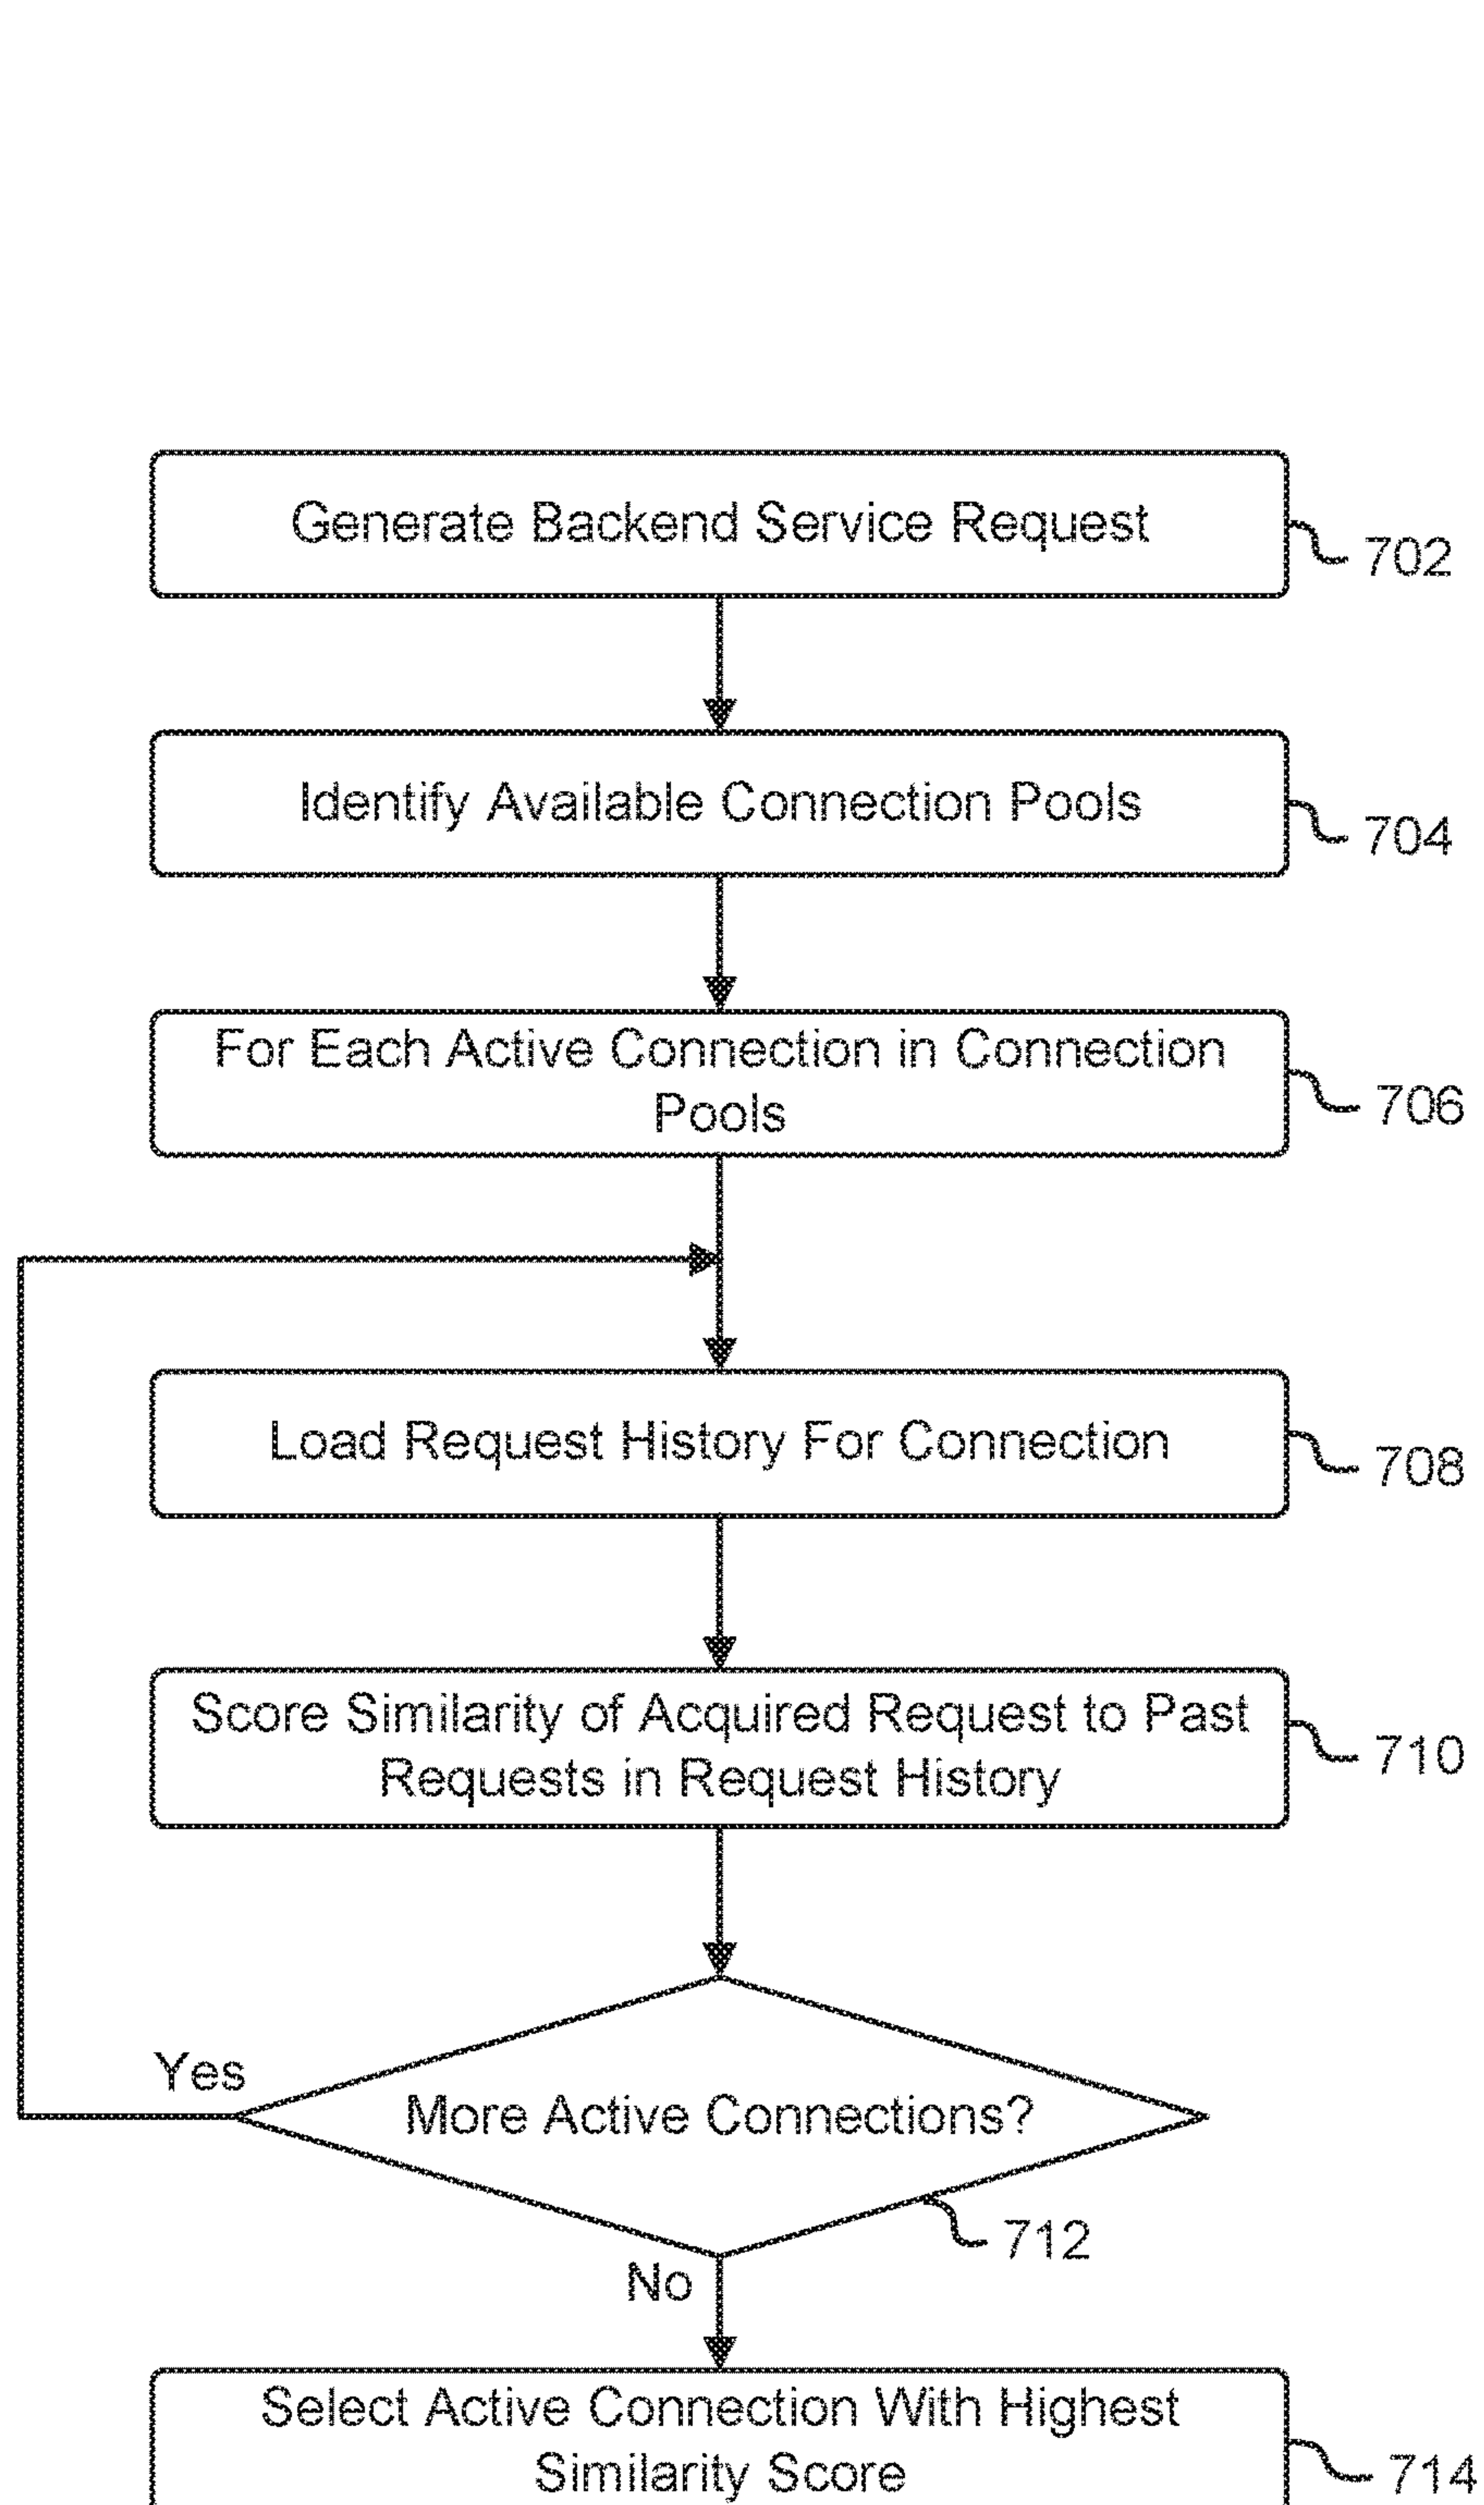 Generate Backend Service Request
702
Identify Available Connection Pools
704
For Each Active Connection in Connection
Pools
706
Load Request History For Connection
708
Score Similarity of Acquired Request to Past
Requests in Request History
710
Yes
More Active Connections?
712
No
Select Active Connection With Highest
Similarity Score
714